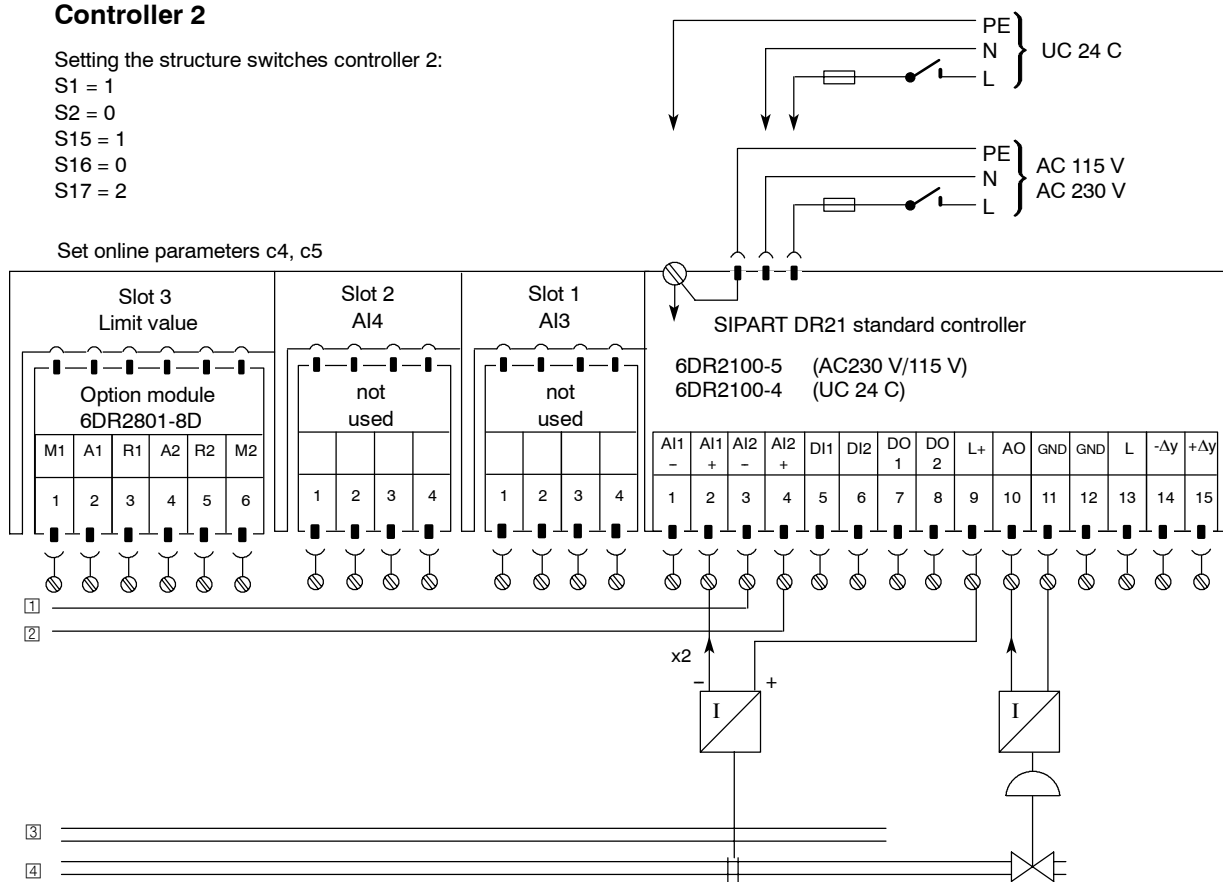 Controller 2
Setting the structure switches controller 2:
S1 = 1
S2 = 0
S15 = 1
S16 = 0
S17 = 2
Set online parameters c4, c5
PE
N
L
UC 24 C
PE
N
L
AC 115 V
AC 230 V
Slot 3
Limit value
Option module
6DR2801-8D
M1 A1 R1 A2 R2 M2
1 2 3 4 5 6
Slot 2
AI4
not
used
1 2 3 4
Slot 1
AI3
not
used
1 2 3 4
SIPART DR21 standard controller
6DR2100-5 (AC230 V/115 V)
6DR2100-4 (UC 24 C)
AI1 − AI1 + AI2 − AI2 + DI1 DI2 DO 1 DO 2 L+ AO GND GND L -Δy +Δy
1 2 3 4 5 6 7 8 9 10 11 12 13 14 15
1
2
x2
− +
I
I
3
4